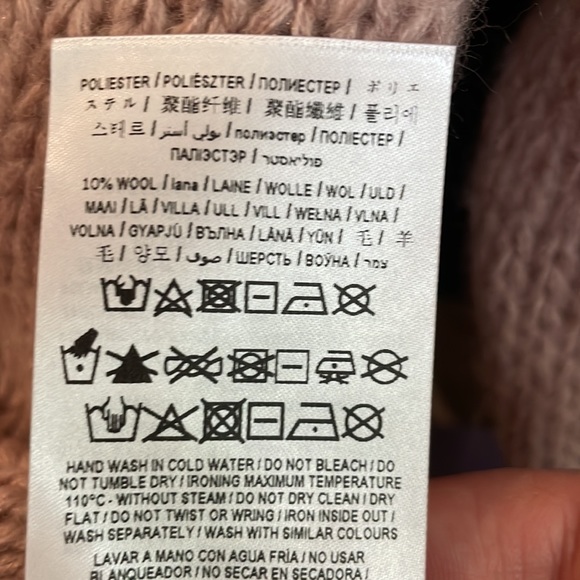 POLIESTER / POLIÉSZTER / ПОЛИЕСТЕР / ポリエ
ステル / 聚酯纤维 / 聚酯纖維 / 폴리에
스테르 / بولي أستر / полиэстер / ПОЛІЕСТЕР /
ПАЛІЭСТЭР / פוליאסטר
10% WOOL / lana / LAINE / WOLLE / WOL / ULD /
ΜΑΛΛΙ / LÃ / VILLA / ULL / VILL / WEŁNA / VLNA /
VOLNA / GYAPJÚ / ВЪЛНА / LÂNĂ / YÜN / 毛 / 羊
毛 / 양모 / صوف / ШЕРСТЬ / ВОЎНА / צמר
HAND WASH IN COLD WATER / DO NOT BLEACH / DO
NOT TUMBLE DRY / IRONING MAXIMUM TEMPERATURE
110ºC - WITHOUT STEAM / DO NOT DRY CLEAN / DRY
FLAT / DO NOT TWIST OR WRING / IRON INSIDE OUT /
WASH SEPARATELY / WASH WITH SIMILAR COLOURS
LAVAR A MANO CON AGUA FRÍA / NO USAR
BLANQUEADOR / NO SECAR EN SECADORA /